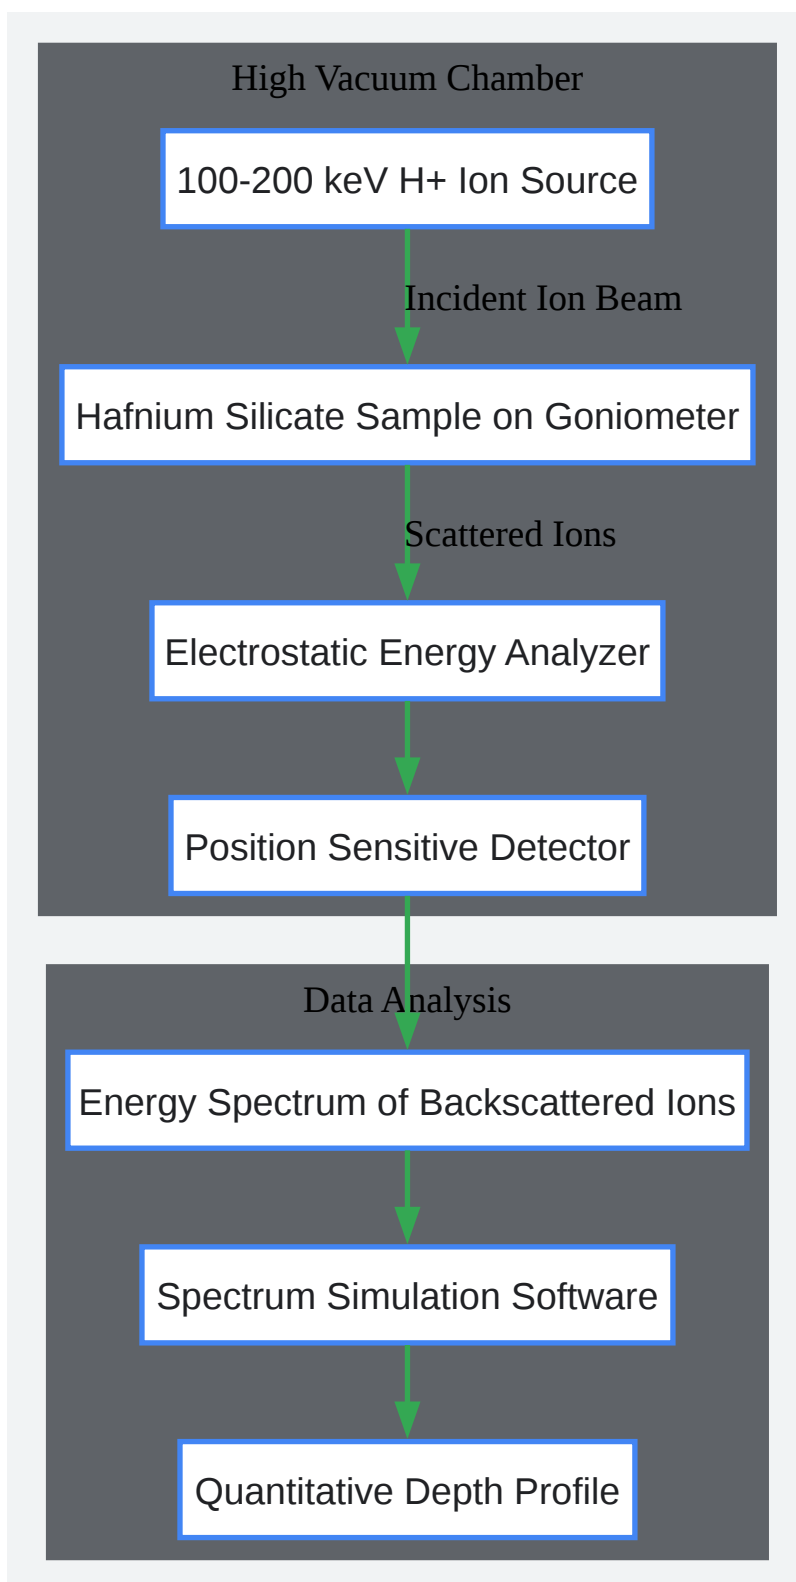 High Vacuum Chamber
100-200 keV H+ Ion Source
Incident Ion Beam
Hafnium Silicate Sample on Goniometer
Scattered Ions
Electrostatic Energy Analyzer
Position Sensitive Detector
Data Analysis
Energy Spectrum of Backscattered Ions
Spectrum Simulation Software
Quantitative Depth Profile